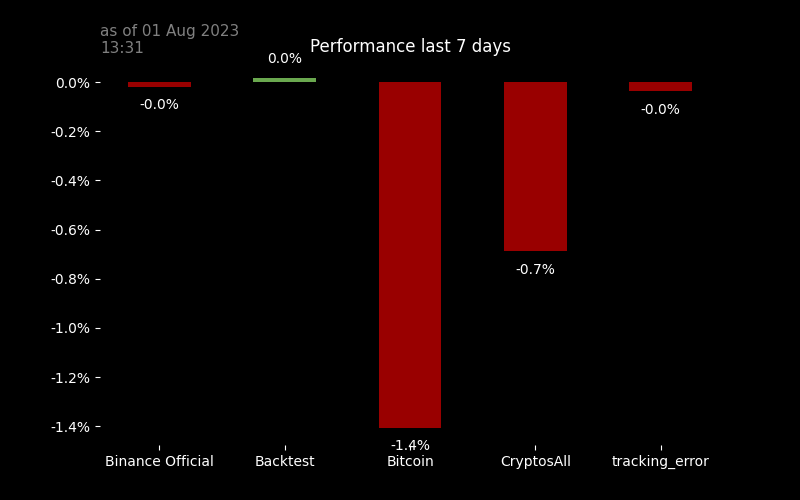 as of 01 Aug 2023
13:31
Performance last 7 days
0.0%
-0.2%
-0.4%
-0.6%
-0.8%
-1.0%
-1.2%
-1.4%
-0.0%
0.0%
-1.4%
-0.7%
-0.0%
Binance Official
Backtest
Bitcoin
CryptosAll
tracking_error